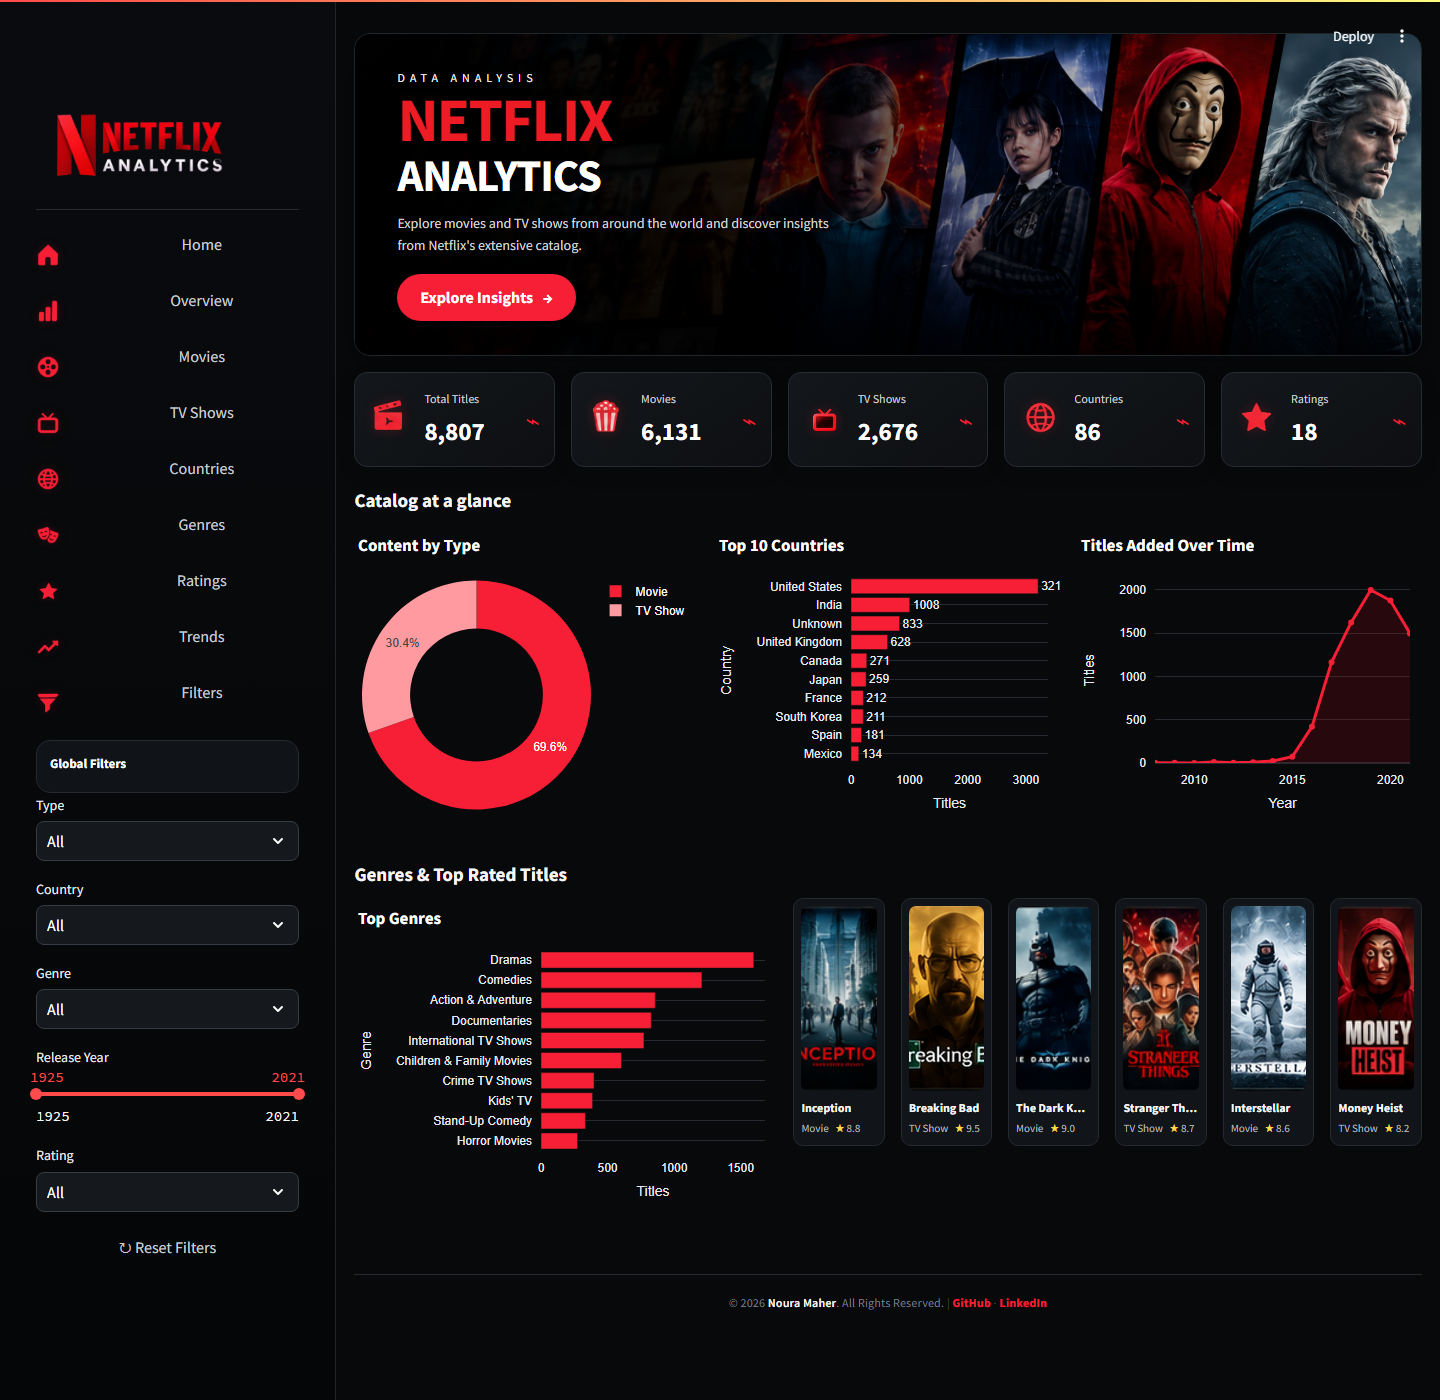 Deploy
NETFLIX
ANALYTICS
Home
Overview
Movies
TV Shows
Countries
Genres
Ratings
Trends
Filters
Global Filters
Type
All
Country
All
Genre
All
Release Year
1925 2021
1925 2021
Rating
All
↻ Reset Filters
DATA ANALYSIS
NETFLIX
ANALYTICS
Explore movies and TV shows from around the world and discover insights
from Netflix's extensive catalog.
Explore Insights →
Total Titles
8,807
Movies
6,131
TV Shows
2,676
Countries
86
Ratings
18
Catalog at a glance
Content by Type
Movie
TV Show
30.4%
69.6%
Top 10 Countries
Country
United States 321
India 1008
Unknown 833
United Kingdom 628
Canada 271
Japan 259
France 212
South Korea 211
Spain 181
Mexico 134
0 1000 2000 3000
Titles
Titles Added Over Time
Titles
2000
1500
1000
500
0
2010 2015 2020
Year
Genres & Top Rated Titles
Top Genres
Genre
Dramas
Comedies
Action & Adventure
Documentaries
International TV Shows
Children & Family Movies
Crime TV Shows
Kids' TV
Stand-Up Comedy
Horror Movies
0 500 1000 1500
Titles
NCEPTIO
Inception
Movie ★ 8.8
reaking B
Breaking Bad
TV Show ★ 9.5
E DARK KNIG
The Dark K...
Movie ★ 9.0
STRANGER
THINGS
Stranger Th...
TV Show ★ 8.7
ERSTELLA
Interstellar
Movie ★ 8.6
MONEY
HEIST
Money Heist
TV Show ★ 8.2
© 2026 Noura Maher. All Rights Reserved. | GitHub · LinkedIn